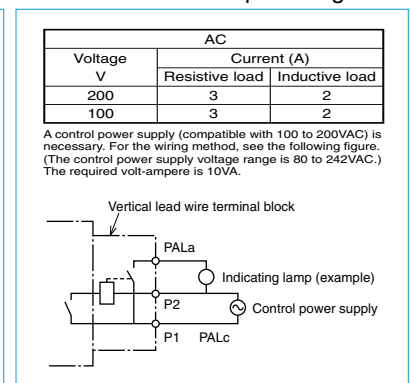 AC
Voltage Current (A)
V Resistive load Inductive load
200 3 2
100 3 2
A control power supply (compatible with 100 to 200VAC) is
necessary. For the wiring method, see the following figure.
(The control power supply voltage range is 80 to 242VAC.)
The required volt-ampere is 10VA.
Vertical lead wire terminal block
PALa
Indicating lamp (example)
P2
Control power supply
P1 PALc